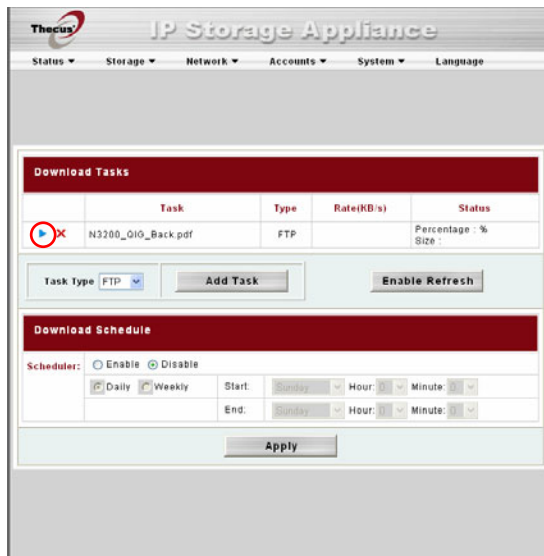 Thecus IP Storage Appliance
Status Storage Network Accounts System Language
Download Tasks
Task Type Rate(KB/s) Status
N3200_QIG_Back.pdf FTP Percentage : %
Size :
Task Type FTP Add Task Enable Refresh
Download Schedule
Scheduler: Enable Disable
Daily Weekly Start: Sunday Hour: 0 Minute: 0
End: Sunday Hour: 0 Minute: 0
Apply